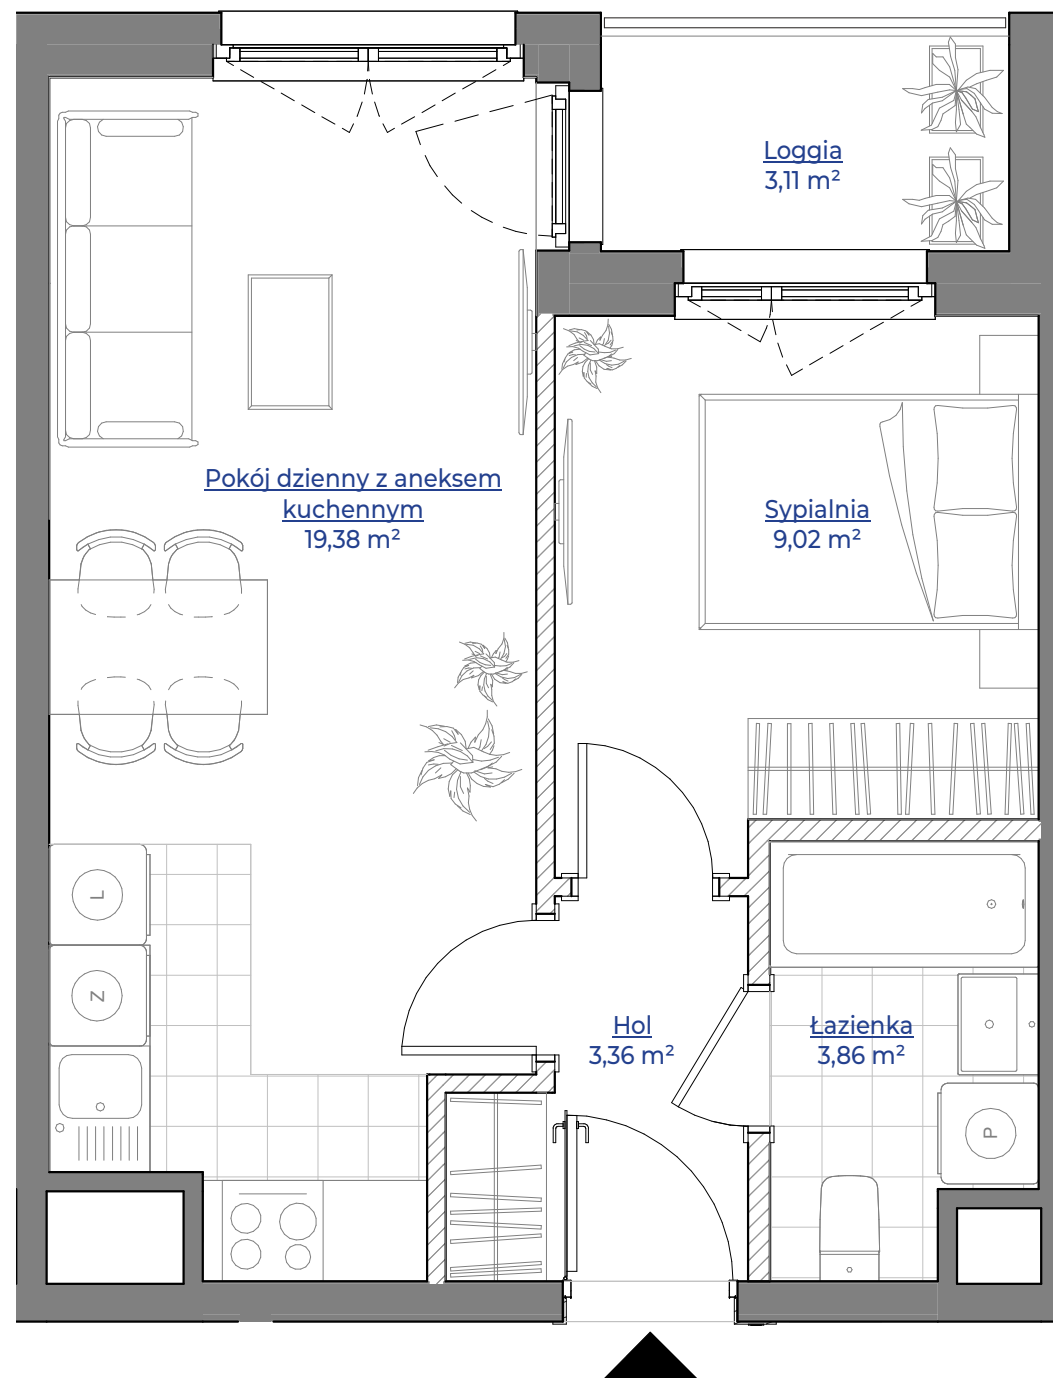 Loggia
3,11 m²
Pokój dzienny z aneksem
kuchennym
19,38 m²
Sypialnia
9,02 m²
L
Z
Hol
3,36 m²
Łazienka
3,86 m²
P